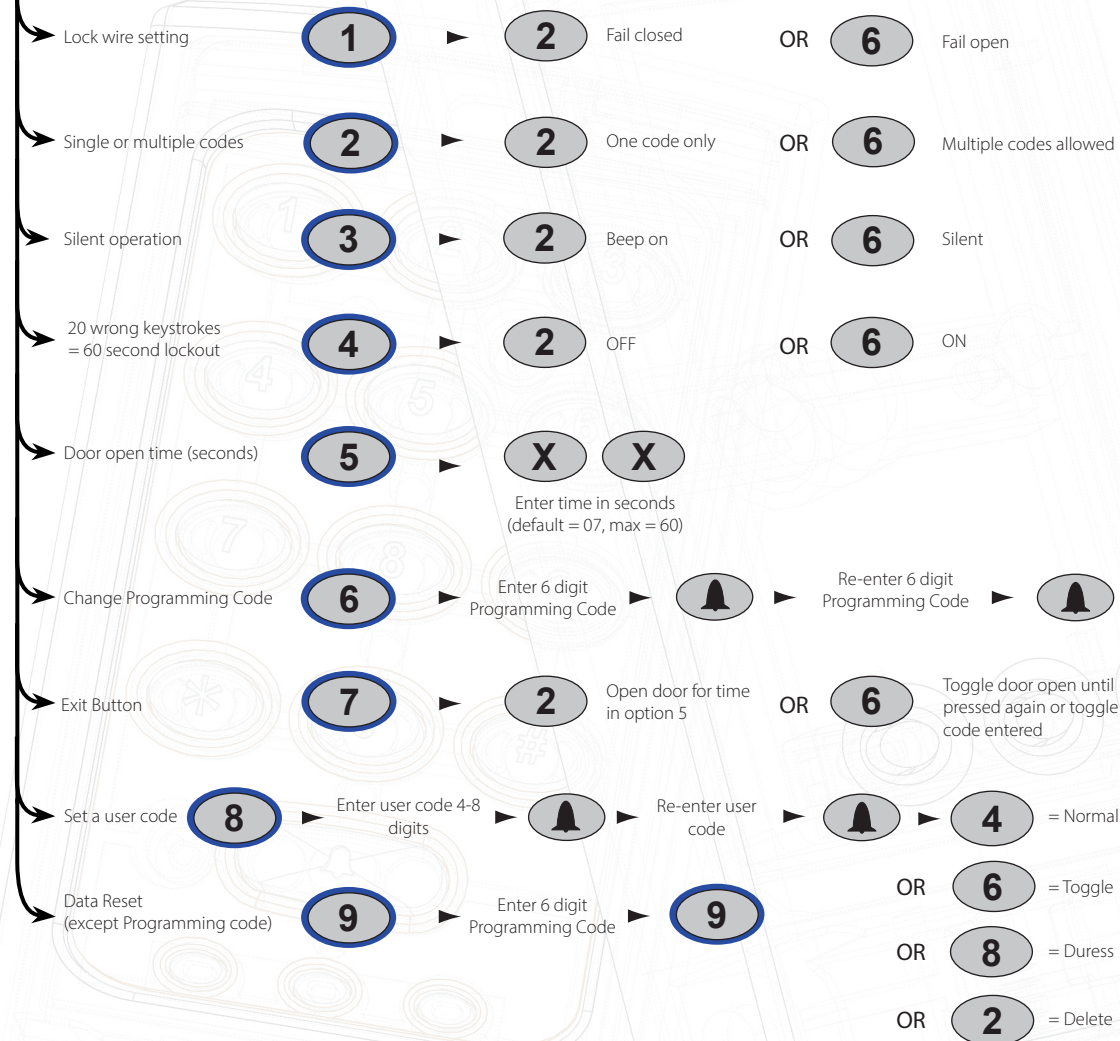 Lock wire setting 1 2 Fail closed OR 6 Fail open
Single or multiple codes 2 2 One code only OR 6 Multiple codes allowed
Silent operation 3 2 Beep on OR 6 Silent
20 wrong keystrokes
= 60 second lockout 4 2 OFF OR 6 ON
Door open time (seconds) 5 X X
Enter time in seconds
(default = 07, max = 60)
Change Programming Code 6 Enter 6 digit
Programming Code
Re-enter 6 digit
Programming Code
Exit Button 7 2 Open door for time
in option 5
OR 6 Toggle door open until
pressed again or toggle
code entered
Set a user code 8 Enter user code 4-8
digits
Re-enter user
code
4 = Normal
OR 6 = Toggle
OR 8 = Duress
OR 2 = Delete
Data Reset
(except Programming code) 9 Enter 6 digit
Programming Code 9
1
4
5
7
8
*
#